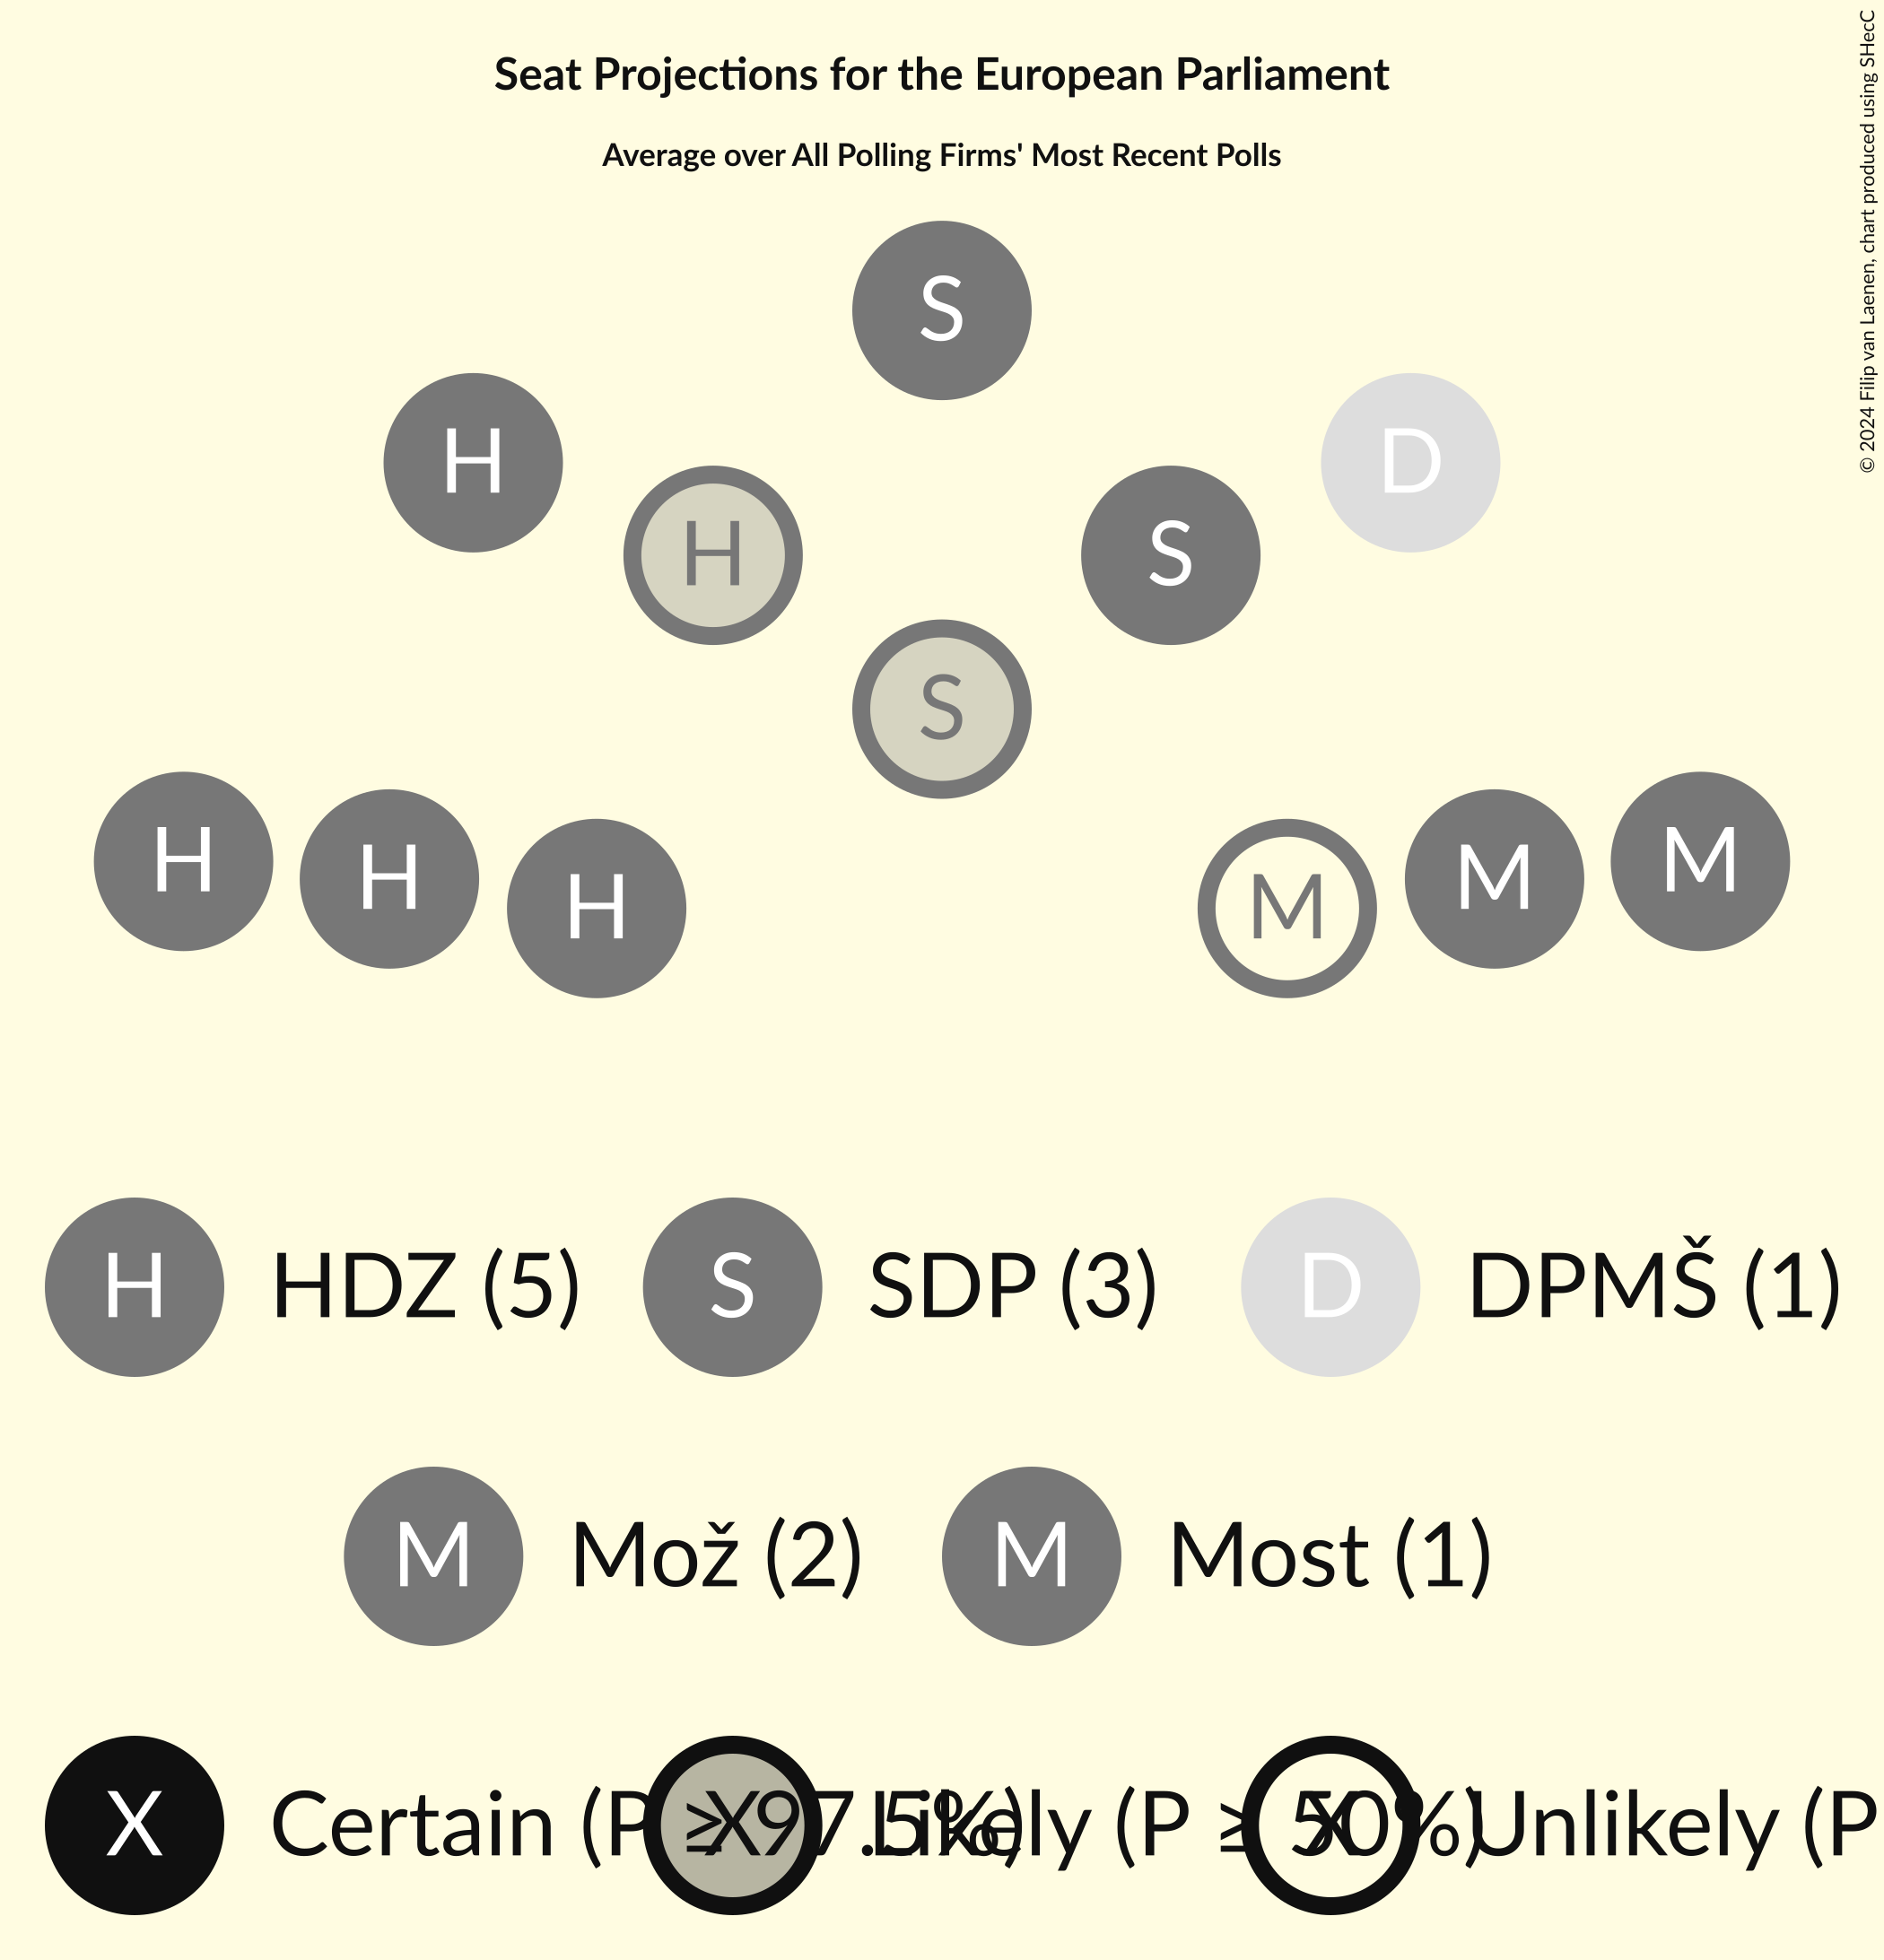 Seat Projections for the European Parliament
Average over All Polling Firms' Most Recent Polls
© 2024 Filip van Laenen, chart produced using SHecC
S
H
D
H
S
S
H
H
H
M
M
M
H HDZ (5) S SDP (3) D DPMŠ (1)
M Mož (2) M Most (1)
X Certain (P ≥ 97.5%) X Likely (P ≥ 50%) X Unlikely (P